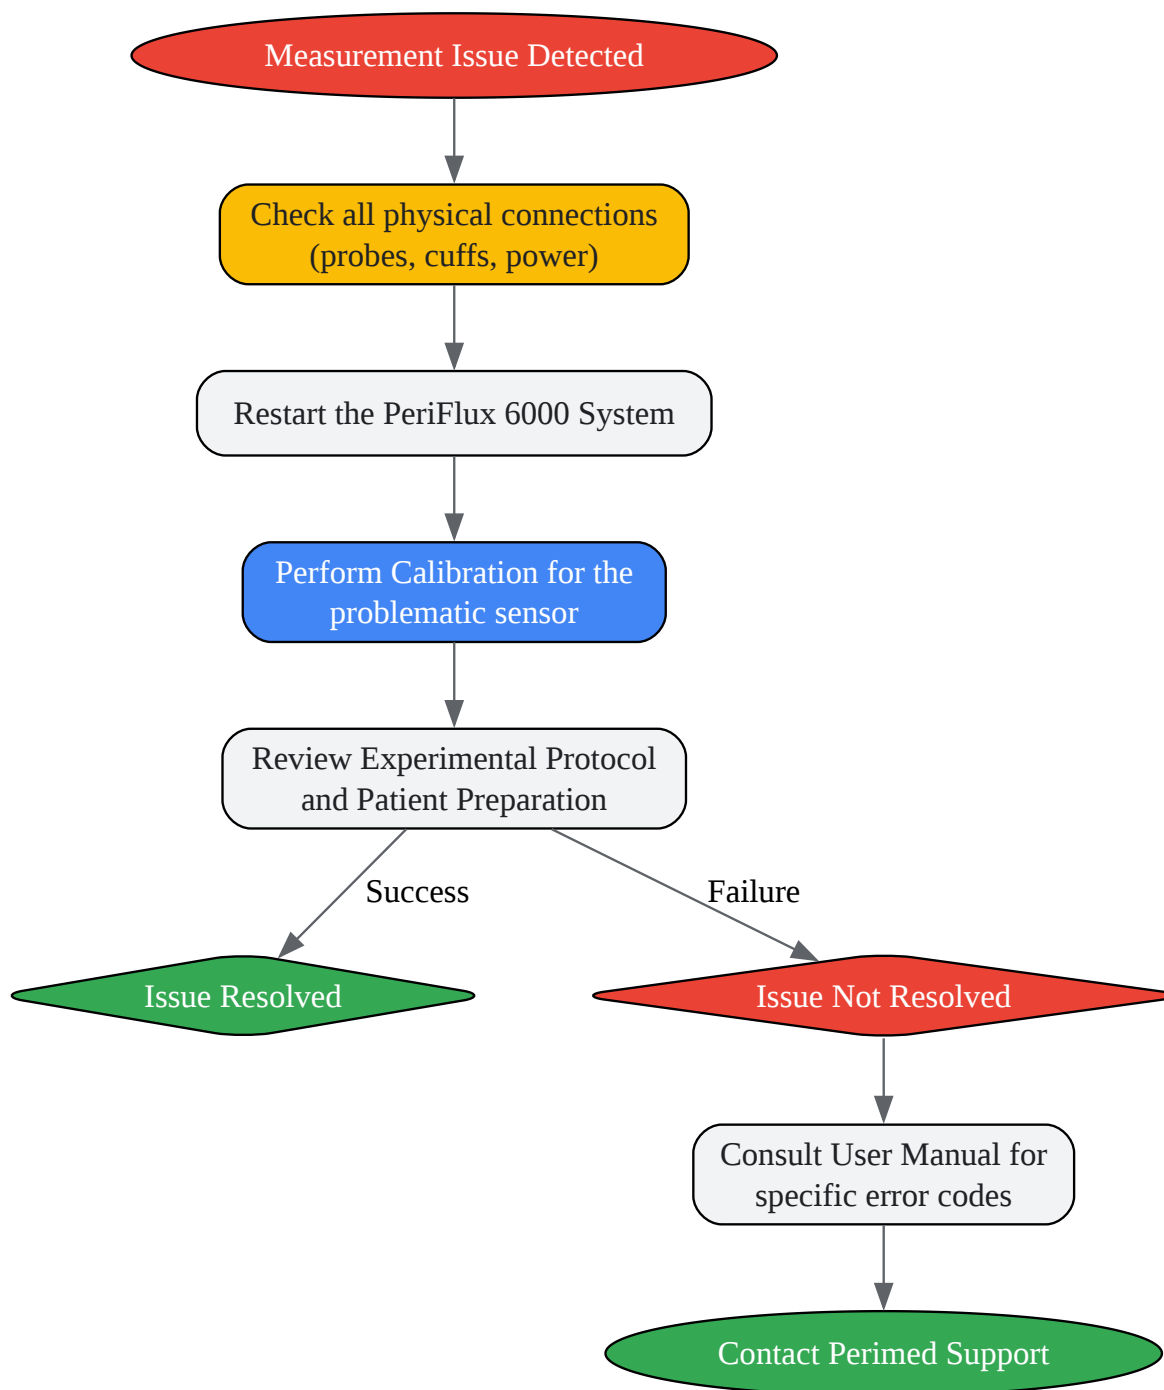 Measurement Issue Detected
Check all physical connections
(probes, cuffs, power)
Restart the PeriFlux 6000 System
Perform Calibration for the
problematic sensor
Review Experimental Protocol
and Patient Preparation
Success
Failure
Issue Resolved
Issue Not Resolved
Consult User Manual for
specific error codes
Contact Perimed Support